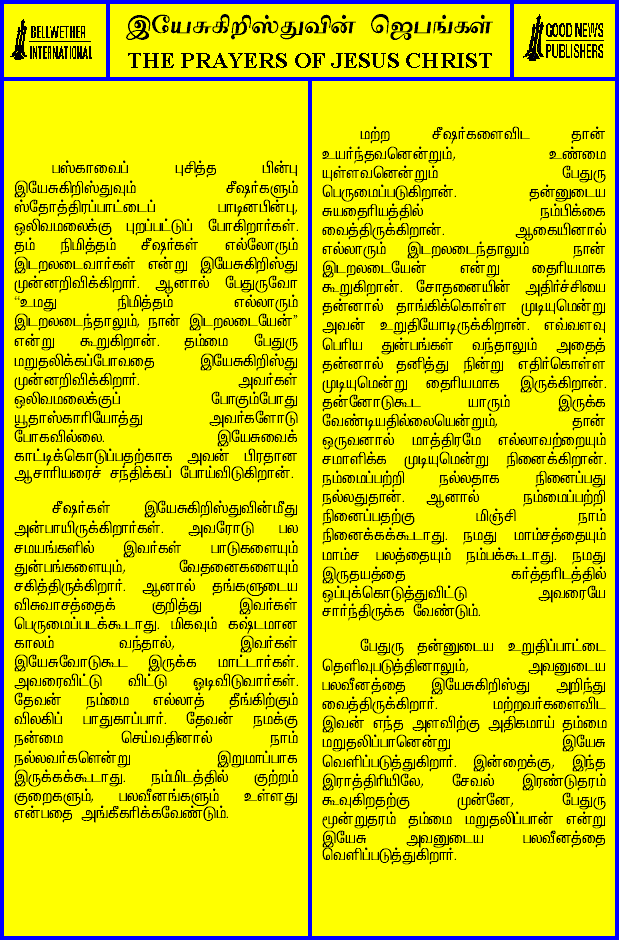 BELLWETHER
INTERNATIONAL
இயேசுகிறிஸ்துவின் ஜெபங்கள்
THE PRAYERS OF JESUS CHRIST
GOOD NEWS
PUBLISHERS
பஸ்காவைப் புசித்த பின்பு
இயேசுகிறிஸ்துவும் சீஷர்களும்
ஸ்தோத்திரப்பாட்டைப் பாடினபின்பு,
ஒலிவமலைக்கு புறப்பட்டுப் போகிறார்கள்.
தம் நிமித்தம் சீஷர்கள் எல்லோரும்
இடறலடைவார்கள் என்று இயேசுகிறிஸ்து
முன்னறிவிக்கிறார். ஆனால் பேதுருவோ
“உமது நிமித்தம் எல்லாரும்
இடறலடைந்தாலும், நான் இடறலடையேன்”
என்று கூறுகிறான். தம்மை பேதுரு
மறுதலிக்கப்போவதை இயேசுகிறிஸ்து
முன்னறிவிக்கிறார். அவர்கள்
ஒலிவமலைக்குப் போகும்போது
யூதாஸ்காரியோத்து அவர்களோடு
போகவில்லை. இயேசுவைக்
காட்டிக்கொடுப்பதற்காக அவன் பிரதான
ஆசாரியரைச் சந்திக்கப் போய்விடுகிறான்.
சீஷர்கள் இயேசுகிறிஸ்துவின்மீது
அன்பாயிருக்கிறார்கள். அவரோடு பல
சமயங்களில் இவர்கள் பாடுகளையும்
துன்பங்களையும், வேதனைகளையும்
சகித்திருக்கிறார். ஆனால் தங்களுடைய
விசுவாசத்தைக் குறித்து இவர்கள்
பெருமைப்படக்கூடாது. மிகவும் கஷ்டமான
காலம் வந்தால், இவர்கள்
இயேசுவோடுகூட இருக்க மாட்டார்கள்.
அவரைவிட்டு விட்டு ஓடிவிடுவார்கள்.
தேவன் நம்மை எல்லாத் தீங்கிற்கும்
விலகிப் பாதுகாப்பார். தேவன் நமக்கு
நன்மை செய்வதினால் நாம்
நல்லவர்களென்று இறுமாப்பாக
இருக்கக்கூடாது. நம்மிடத்தில் குற்றம்
குறைகளும், பலவீனங்களும் உள்ளது
என்பதை அங்கீகரிக்கவேண்டும்.
மற்ற சீஷர்களைவிட தான்
உயர்ந்தவனென்றும், உண்மை
யுள்ளவனென்றும் பேதுரு
பெருமைப்படுகிறான். தன்னுடைய
சுயதைரியத்தில் நம்பிக்கை
வைத்திருக்கிறான். ஆகையினால்
எல்லாரும் இடறலடைந்தாலும் நான்
இடறலடையேன் என்று தைரியமாக
கூறுகிறான். சோதனையின் அதிர்ச்சியை
தன்னால் தாங்கிக்கொள்ள முடியுமென்று
அவன் உறுதியோடிருக்கிறான். எவ்வளவு
பெரிய துன்பங்கள் வந்தாலும் அதைத்
தன்னால் தனித்து நின்று எதிர்கொள்ள
முடியுமென்று தைரியமாக இருக்கிறான்.
தன்னோடுகூட யாரும் இருக்க
வேண்டியதில்லையென்றும், தான்
ஒருவனால் மாத்திரமே எல்லாவற்றையும்
சமாளிக்க முடியுமென்று நினைக்கிறான்.
நம்மைப்பற்றி நல்லதாக நினைப்பது
நல்லதுதான். ஆனால் நம்மைப்பற்றி
நினைப்பதற்கு மிஞ்சி நாம்
நினைக்கக்கூடாது. நமது மாம்சத்தையும்
மாம்ச பலத்தையும் நம்பக்கூடாது. நமது
இருதயத்தை கர்த்தரிடத்தில்
ஒப்புக்கொடுத்துவிட்டு அவரையே
சார்ந்திருக்க வேண்டும்.
பேதுரு தன்னுடைய உறுதிப்பாட்டை
தெளிவுபடுத்தினாலும், அவனுடைய
பலவீனத்தை இயேசுகிறிஸ்து அறிந்து
வைத்திருக்கிறார். மற்றவர்களைவிட
இவன் எந்த அளவிற்கு அதிகமாய் தம்மை
மறுதலிப்பானென்று இயேசு
வெளிப்படுத்துகிறார். இன்றைக்கு, இந்த
இராத்திரியிலே, சேவல் இரண்டுதரம்
கூவுகிறதற்கு முன்னே, பேதுரு
மூன்றுதரம் தம்மை மறுதலிப்பான் என்று
இயேசு அவனுடைய பலவீனத்தை
வெளிப்படுத்துகிறார்.